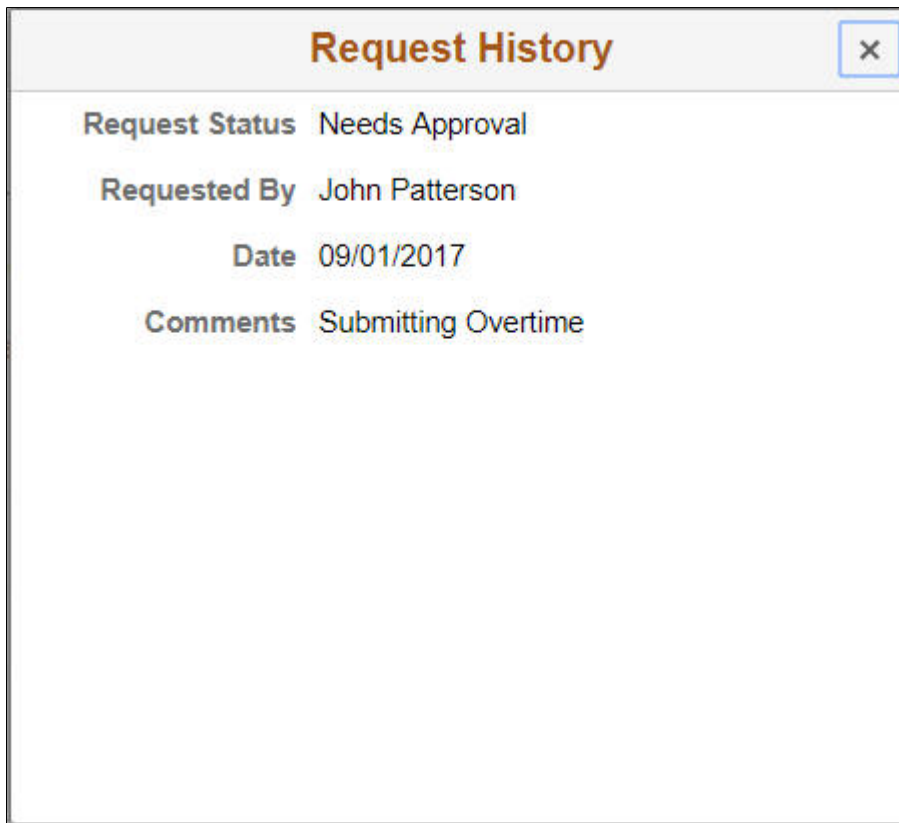 Request History
Request Status Needs Approval
Requested By John Patterson
Date 09/01/2017
Comments Submitting Overtime